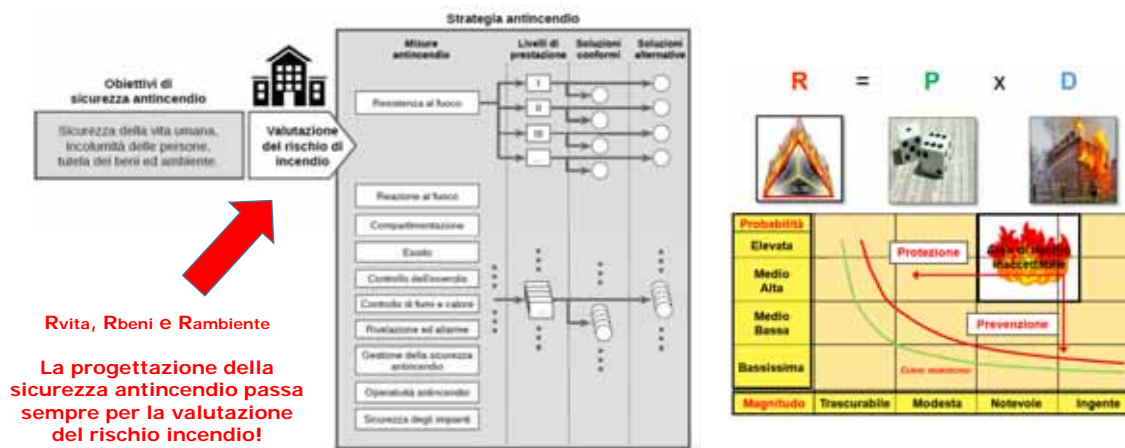 Strategia antincendio
Misure
antincendio
Livelli di
prestazione
Soluzioni
conformi
Soluzioni
alternative
Obiettivi di
sicurezza antincendio
Sicurezza della vita umana,
incolumità delle persone,
tutela dei beni ed ambiente.
Valutazione
del rischio di
incendio
Resistenza al fuoco
I
II
III
...
Reazione al fuoco
Compartimentazione
Esodo
Controllo dell'incendio
Controllo di fumi e calore
Rivelazione ed allarme
Gestione della sicurezza
antincendio
Operatività antincendio
Sicurezza degli impianti
Rvita, Rbeni e Rambiente
La progettazione della
sicurezza antincendio passa
sempre per la valutazione
del rischio incendio!
R = P x D
Probabilità
Elevata
Medio
Alta
Medio
Bassa
Bassissima
Protezione
Area di rischio
inaccettabile
Prevenzione
Magnitudo Trascurabile Modesta Notevole Ingente